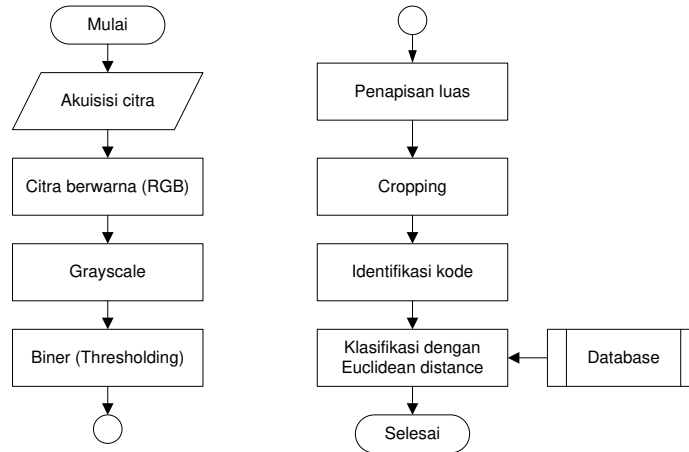 Mulai
Akuisisi citra
Citra berwarna (RGB)
Grayscale
Biner (Thresholding)
Penapisan luas
Cropping
Identifikasi kode
Klasifikasi dengan
Euclidean distance
Database
Selesai